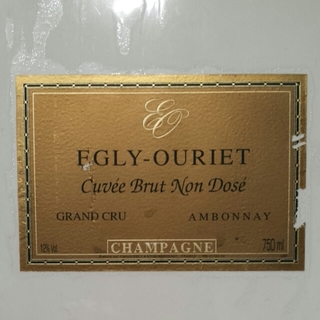 EO
EGLY-OURIET
Cuvée Brut Non Dosé
GRAND CRU AMBONNAY
12% Vol CHAMPAGNE 750 ml